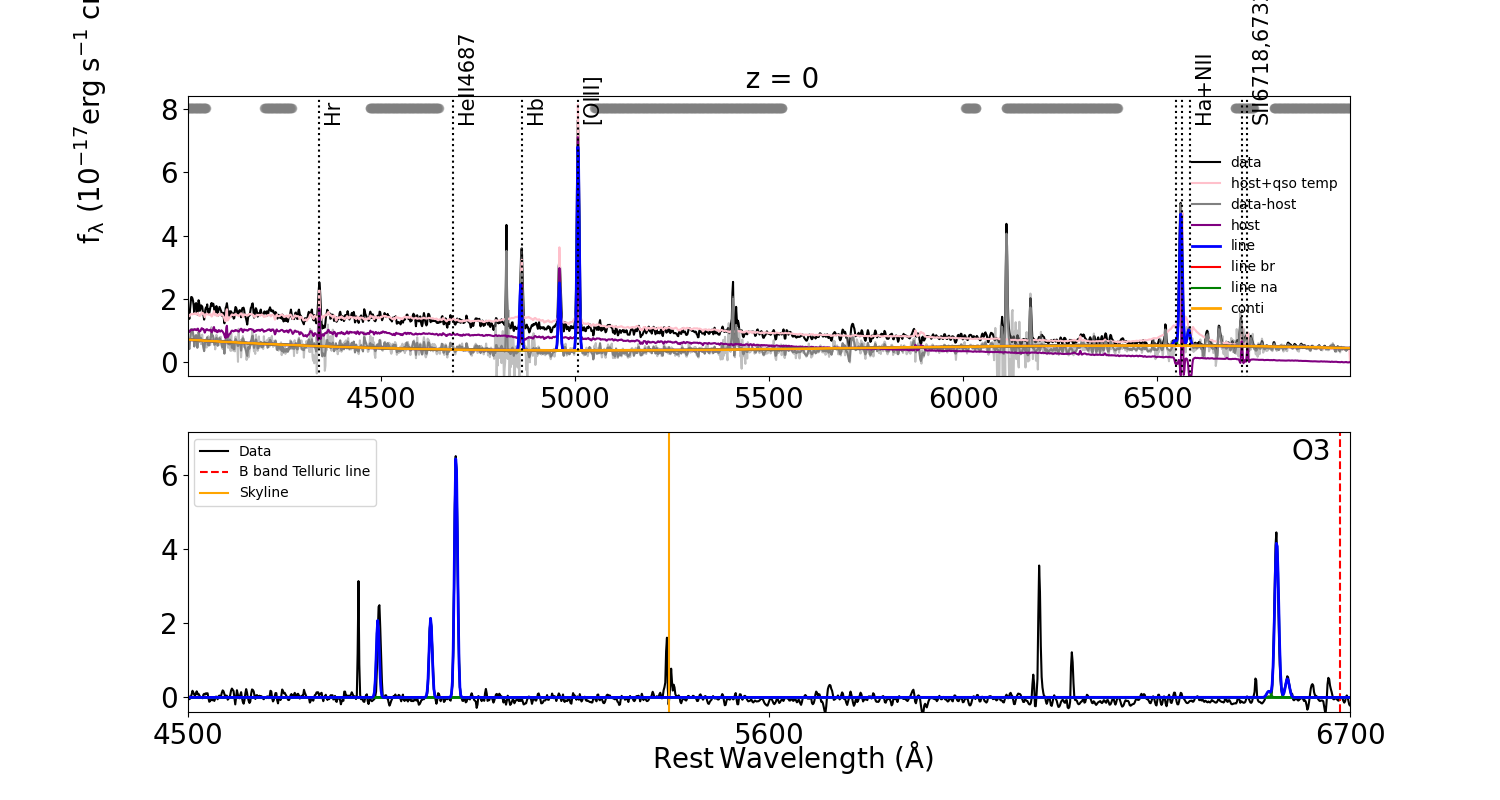 z = 0
f_λ (10^{−17} erg s^{−1}
Hr
HeII4687
Hb
[OIII]
Ha+NII
SII6718,673
8
6
4
2
0
data
host+qso temp
data-host
host
line
line br
line na
conti
4500
5000
5500
6000
6500
O3
Data
B band Telluric line
Skyline
6
4
2
0
4500
5600
6700
Rest Wavelength (Å)